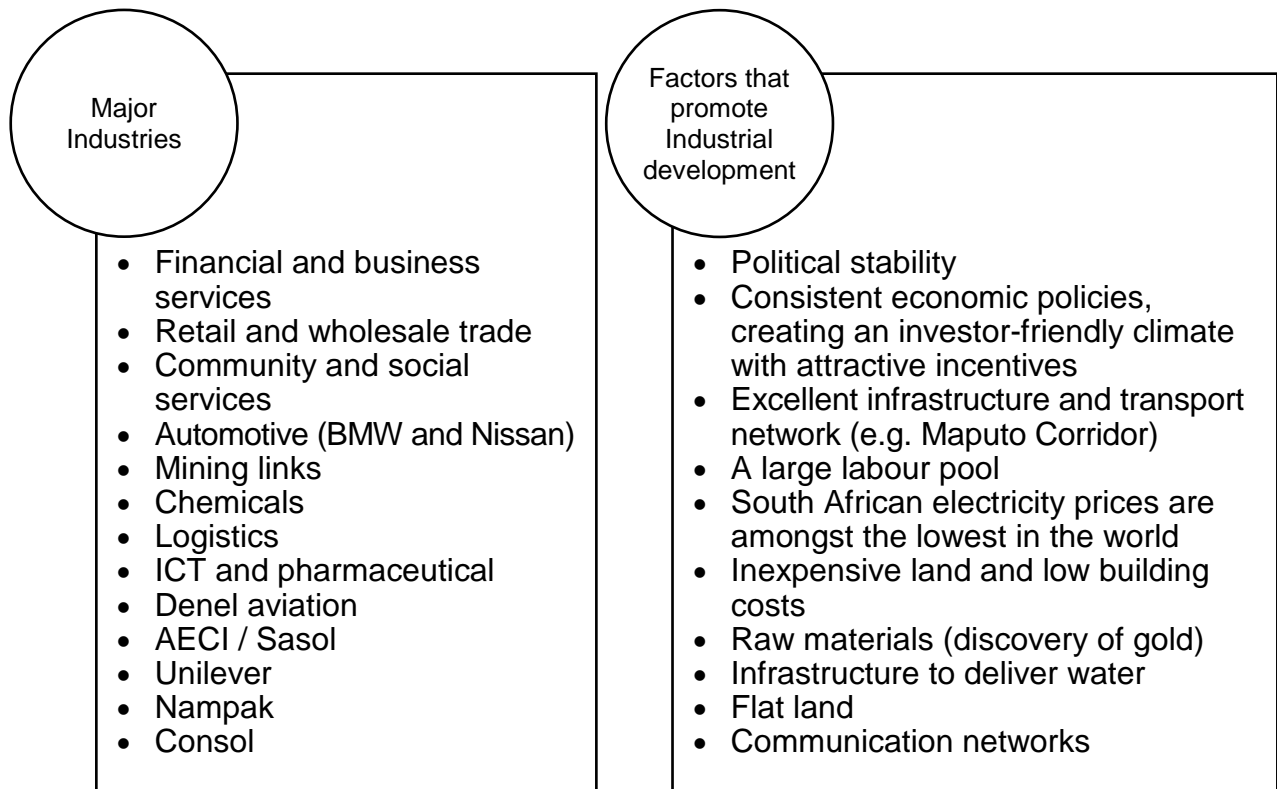 Major
Industries
• Financial and business
services
• Retail and wholesale trade
• Community and social
services
• Automotive (BMW and Nissan)
• Mining links
• Chemicals
• Logistics
• ICT and pharmaceutical
• Denel aviation
• AECI / Sasol
• Unilever
• Nampak
• Consol
Factors that
promote
Industrial
development
• Political stability
• Consistent economic policies,
creating an investor-friendly climate
with attractive incentives
• Excellent infrastructure and transport
network (e.g. Maputo Corridor)
• A large labour pool
• South African electricity prices are
amongst the lowest in the world
• Inexpensive land and low building
costs
• Raw materials (discovery of gold)
• Infrastructure to deliver water
• Flat land
• Communication networks